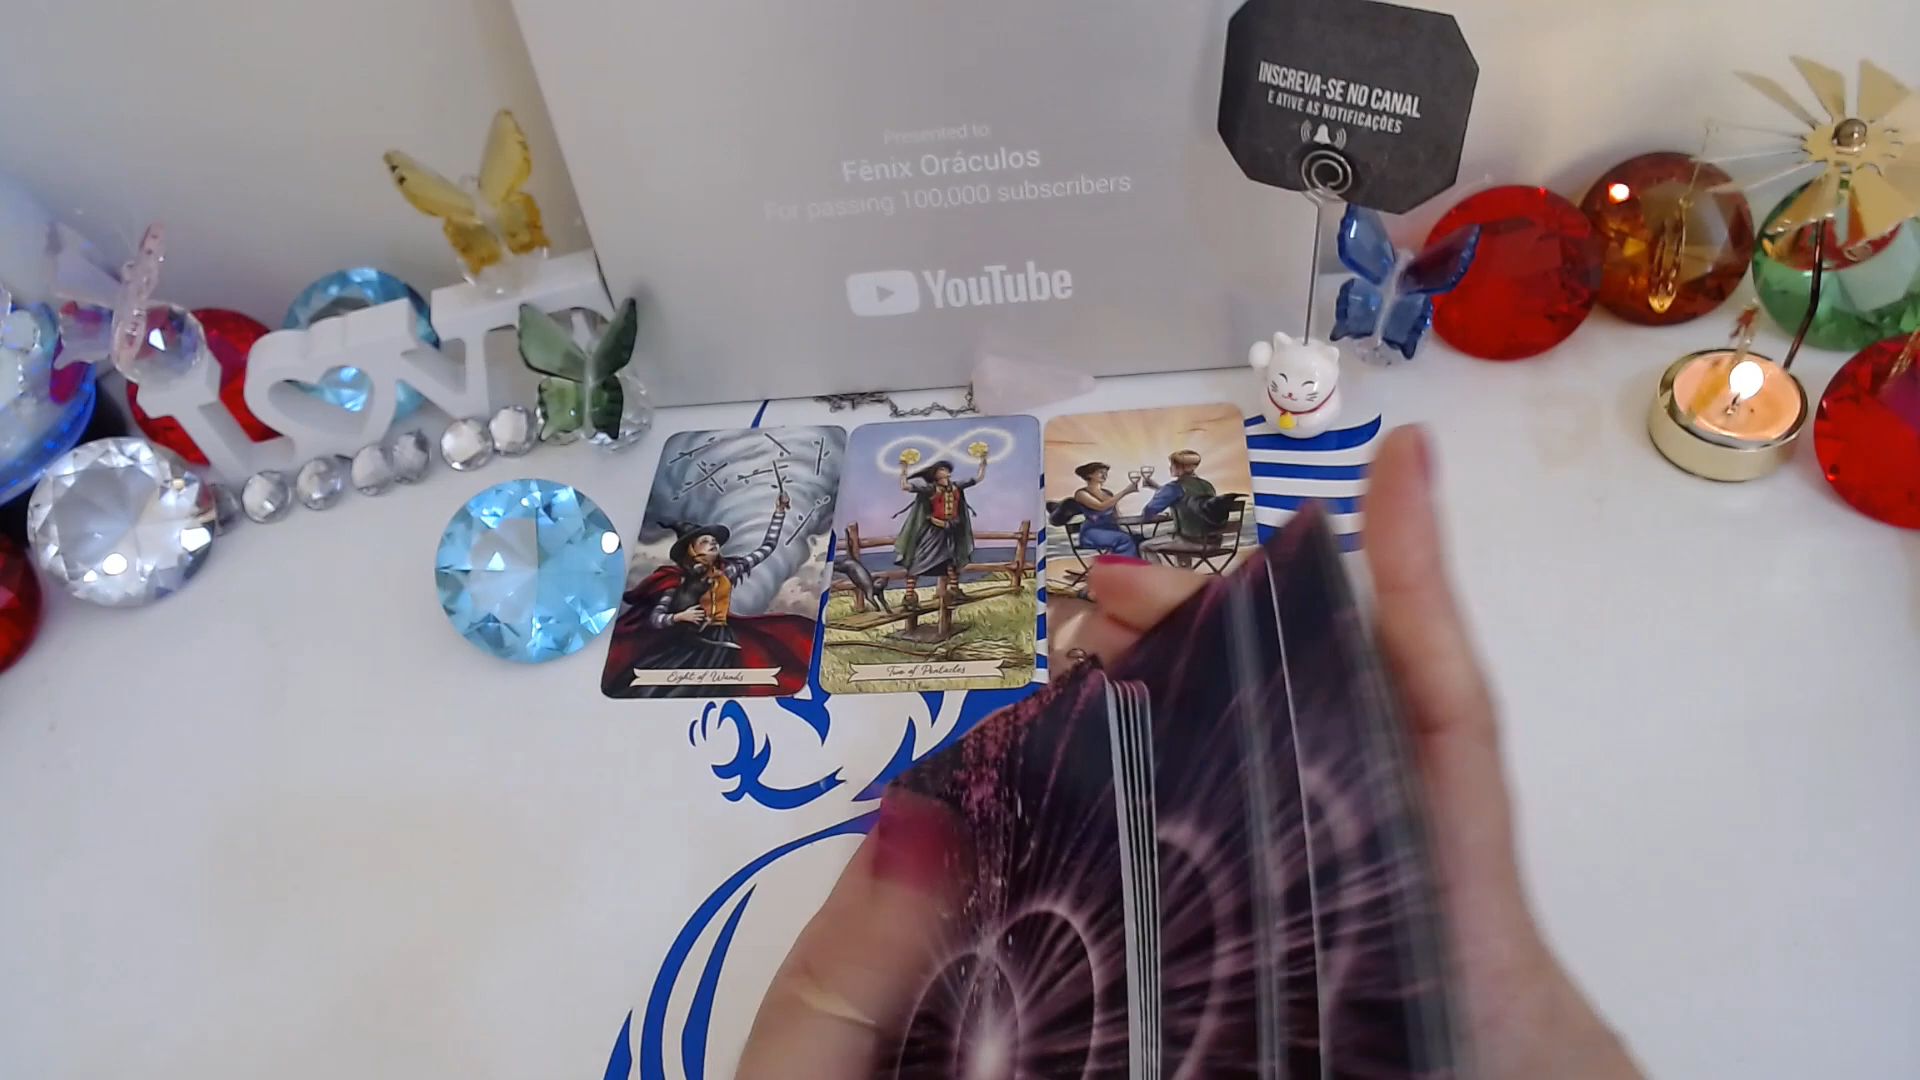 Presented to
Fênix Oráculos
For passing 100,000 subscribers
YouTube
INSCREVA-SE NO CANAL
E ATIVE AS NOTIFICAÇÕES
LOVE
Eight of Wands
Two of Pentacles